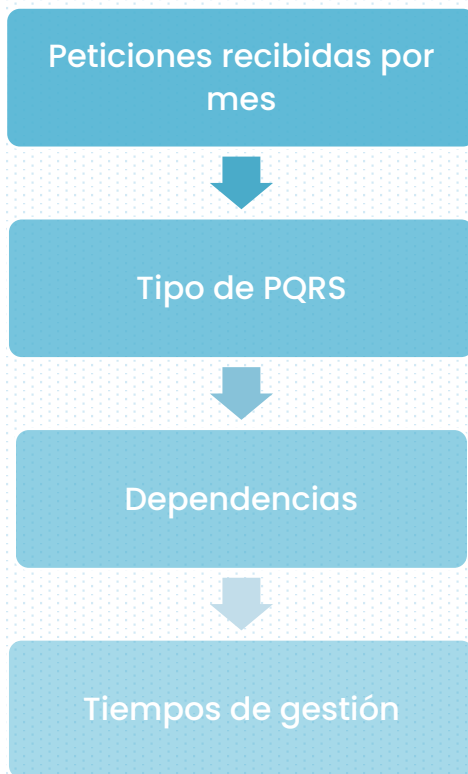 Peticiones recibidas por
mes
Tipo de PQRS
Dependencias
Tiempos de gestión